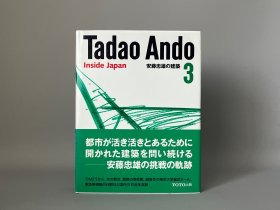 Tadao Ando
Inside Japan
安藤忠雄の建築
3
都市が活き活きとあるために
開かれた建築を問い続ける
安藤忠雄の挑戦の軌跡
TOTO出版